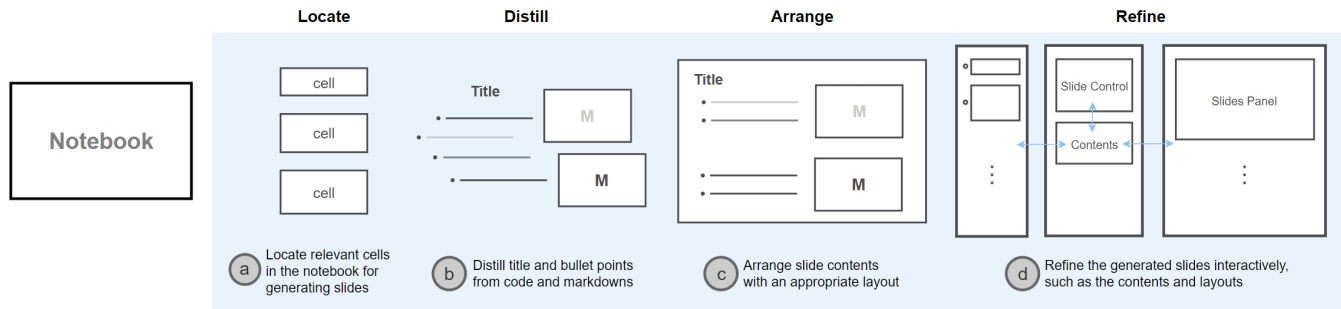 Locate
Distill
Arrange
Refine
Notebook
cell
cell
cell
Title
M
M
Title
M
M
Slide Control
Contents
Slides Panel
a
Locate relevant cells
in the notebook for
generating slides
b
Distill title and bullet points
from code and markdowns
c
Arrange slide contents
with an appropriate layout
d
Refine the generated slides interactively,
such as the contents and layouts